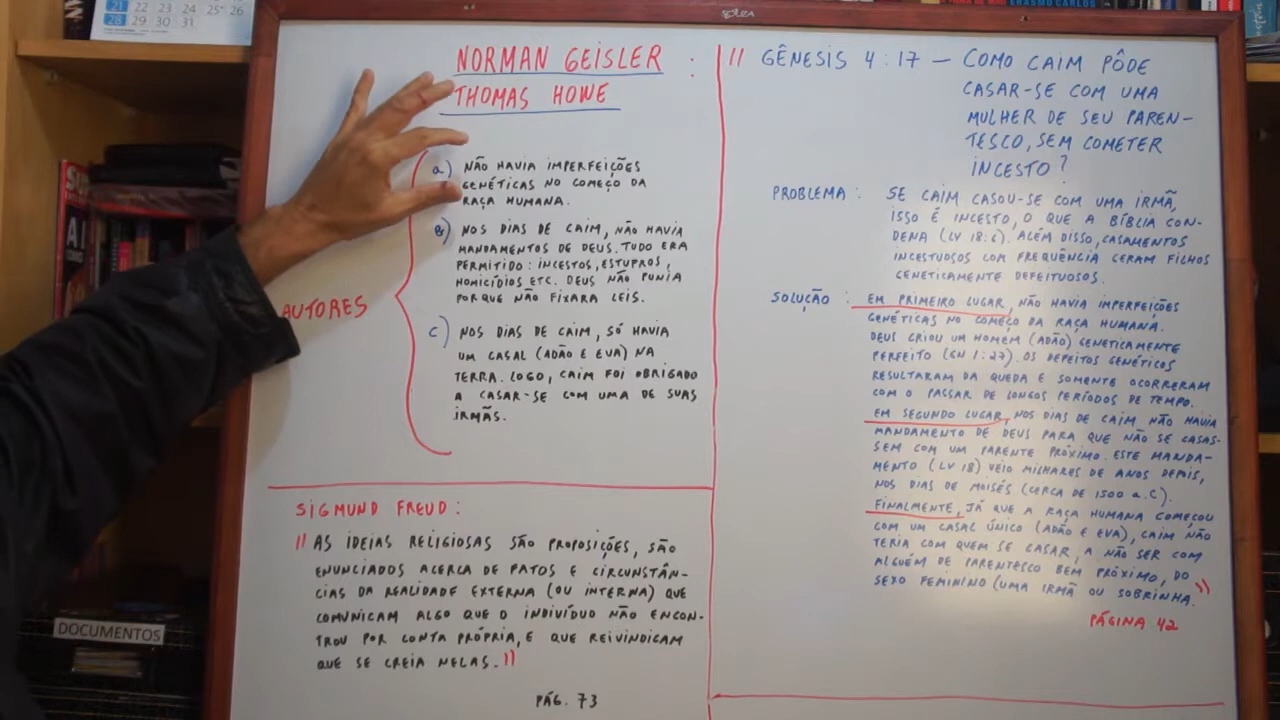 21 22 23 24 25 26
28 29 30 31
SOUZA
ERASMO CARLOS
NORMAN GEISLER :
THOMAS HOWE
AUTORES
a) NÃO HAVIA IMPERFEIÇÕES
GENÉTICAS NO COMEÇO DA
RAÇA HUMANA.
B) NOS DIAS DE CAIM, NÃO HAVIA
MANDAMENTOS DE DEUS. TUDO ERA
PERMITIDO: INCESTOS, ESTUPROS,
HOMICÍDIOS ETC. DEUS NÃO PUNIA
PORQUE NÃO FIXARA LEIS.
C) NOS DIAS DE CAIM, SÓ HAVIA
UM CASAL (ADÃO E EVA) NA
TERRA. LOGO, CAIM FOI OBRIGADO
A CASAR-SE COM UMA DE SUAS
IRMÃS.
SIGMUND FREUD:
"AS IDEIAS RELIGIOSAS SÃO PROPOSIÇÕES, SÃO
ENUNCIADOS ACERCA DE FATOS E CIRCUNSTÂN-
CIAS DA REALIDADE EXTERNA (OU INTERNA) QUE
COMUNICAM ALGO QUE O INDIVÍDUO NÃO ENCON-
TROU POR CONTA PRÓPRIA, E QUE REIVINDICAM
QUE SE CREIA NELAS."
PÁG. 73
" GÊNESIS 4:17 – COMO CAIM PÔDE
CASAR-SE COM UMA
MULHER DE SEU PAREN-
TESCO, SEM COMETER
INCESTO?
PROBLEMA: SE CAIM CASOU-SE COM UMA IRMÃ,
ISSO É INCESTO, O QUE A BÍBLIA CON-
DENA (LV 18:6). ALÉM DISSO, CASAMENTOS
INCESTUOSOS COM FREQUÊNCIA GERAM FILHOS
GENETICAMENTE DEFEITUOSOS.
SOLUÇÃO: EM PRIMEIRO LUGAR, NÃO HAVIA IMPERFEIÇÕES
GENÉTICAS NO COMEÇO DA RAÇA HUMANA.
DEUS CRIOU UM HOMEM (ADÃO) GENETICAMENTE
PERFEITO (GN 1:27). OS DEFEITOS GENÉTICOS
RESULTARAM DA QUEDA E SOMENTE OCORRERAM
COM O PASSAR DE LONGOS PERÍODOS DE TEMPO.
EM SEGUNDO LUGAR, NOS DIAS DE CAIM NÃO HAVIA
MANDAMENTO DE DEUS PARA QUE NÃO SE CASAS-
SEM COM UM PARENTE PRÓXIMO. ESTE MANDA-
MENTO (LV 18) VEIO MILHARES DE ANOS DEPOIS,
NOS DIAS DE MOISÉS (CERCA DE 1500 a.C).
FINALMENTE, JÁ QUE A RAÇA HUMANA COMEÇOU
COM UM CASAL ÚNICO (ADÃO E EVA), CAIM NÃO
TERIA COM QUEM SE CASAR, A NÃO SER COM
ALGUÉM DE PARENTESCO BEM PRÓXIMO, DO
SEXO FEMININO (UMA IRMÃ OU SOBRINHA."
PÁGINA 42
DOCUMENTOS